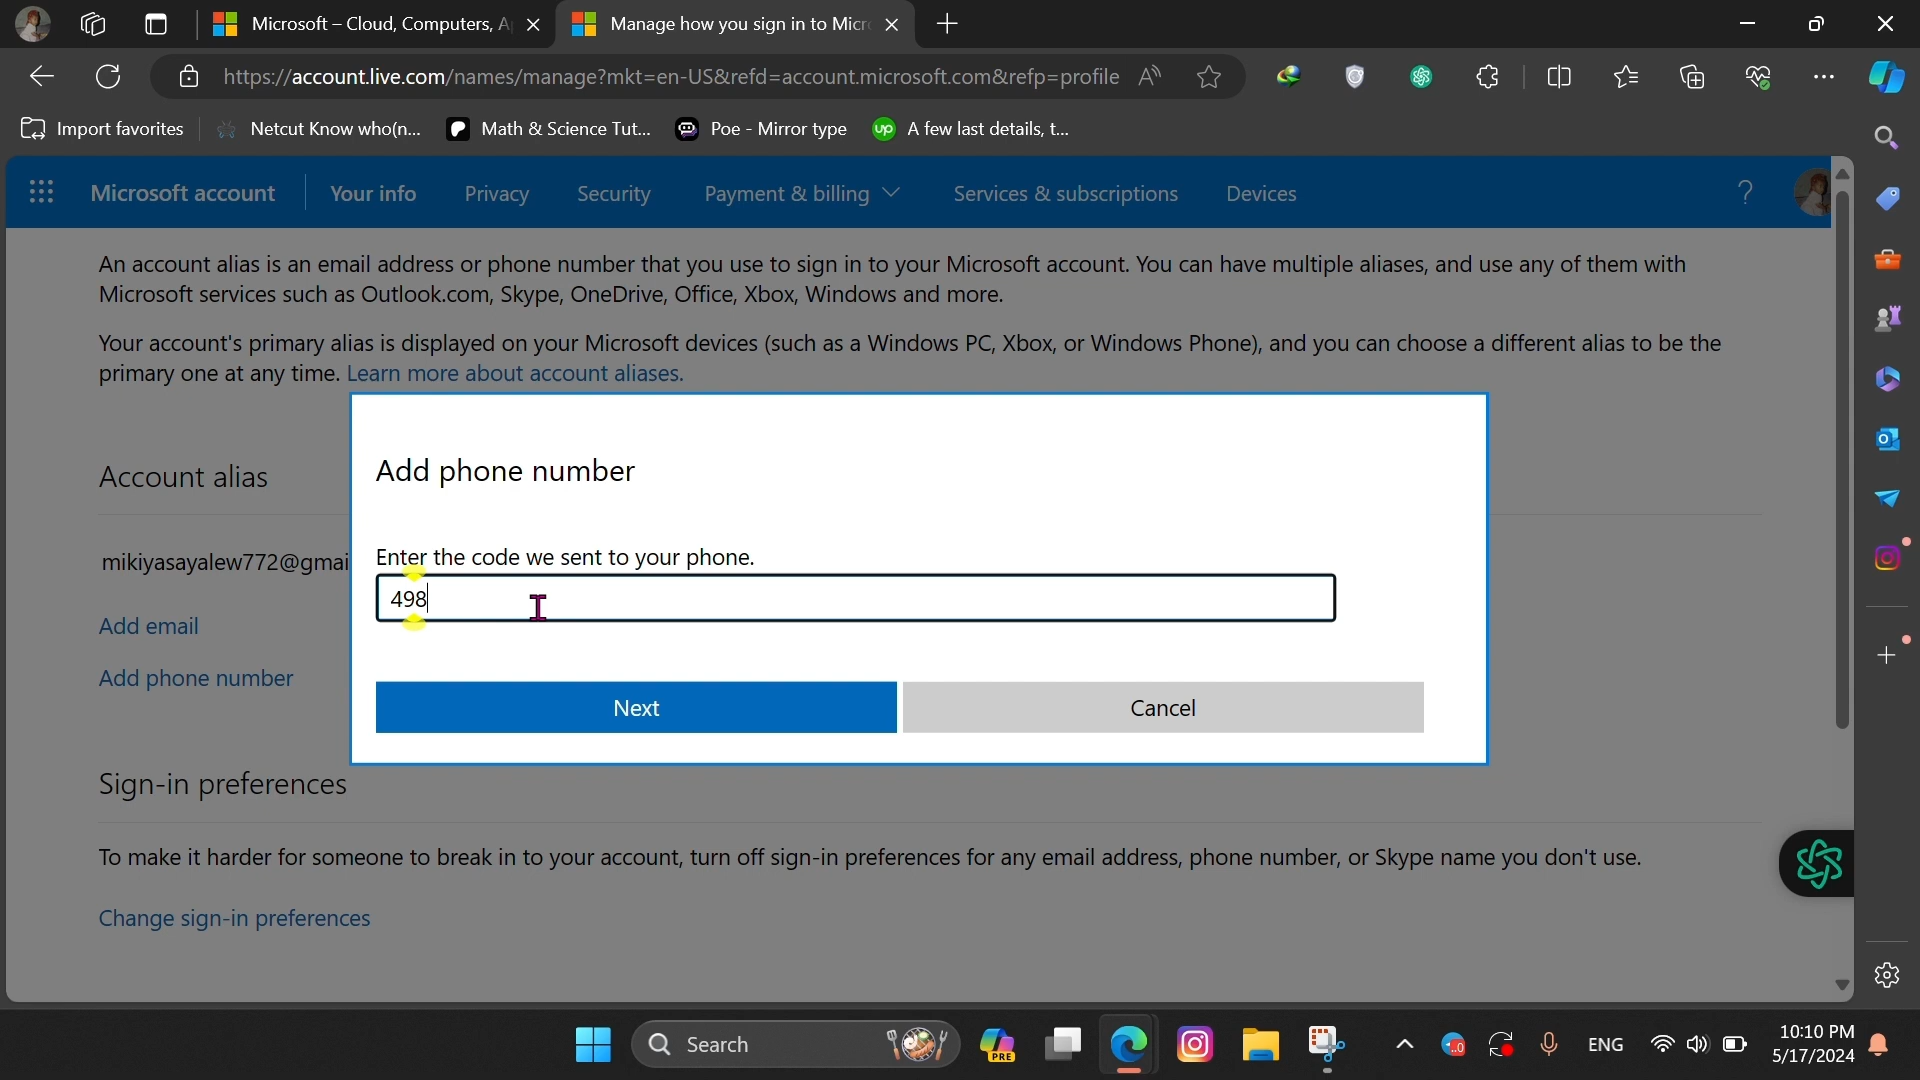 Microsoft – Cloud, Computers, A
Manage how you sign in to Micr
https://account.live.com/names/manage?mkt=en-US&refd=account.microsoft.com&refp=profile
Import favorites
Netcut Know who(n...
Math & Science Tut...
Poe - Mirror type
up
A few last details, t...
Microsoft account
Your info
Privacy
Security
Payment & billing
Services & subscriptions
Devices
?
An account alias is an email address or phone number that you use to sign in to your Microsoft account. You can have multiple aliases, and use any of them with
Microsoft services such as Outlook.com, Skype, OneDrive, Office, Xbox, Windows and more.
Your account's primary alias is displayed on your Microsoft devices (such as a Windows PC, Xbox, or Windows Phone), and you can choose a different alias to be the
primary one at any time. Learn more about account aliases.
Add phone number
Account alias
Enter the code we sent to your phone.
mikiyasayalew772@gmai
498
Add email
Add phone number
Next
Cancel
Sign-in preferences
To make it harder for someone to break in to your account, turn off sign-in preferences for any email address, phone number, or Skype name you don't use.
Change sign-in preferences
Search
PRE
ENG
10:10 PM
5/17/2024